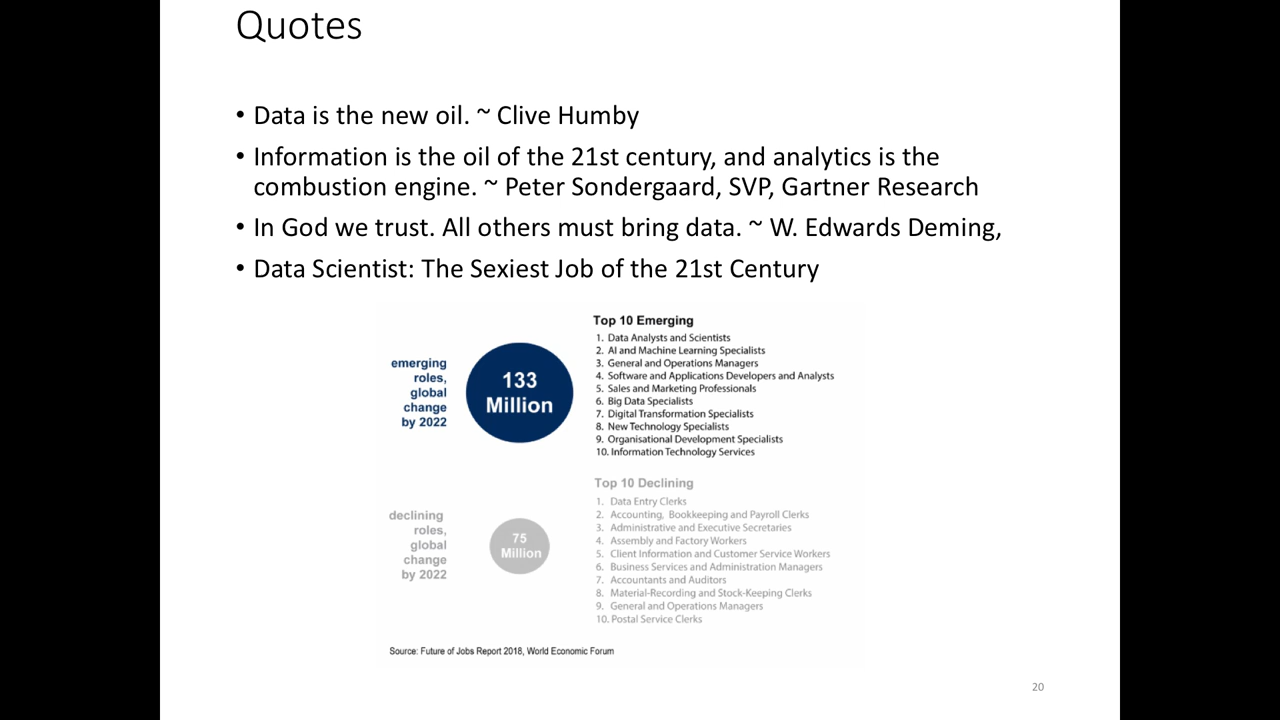 Quotes
• Data is the new oil. ~ Clive Humby
• Information is the oil of the 21st century, and analytics is the
combustion engine. ~ Peter Sondergaard, SVP, Gartner Research
• In God we trust. All others must bring data. ~ W. Edwards Deming,
• Data Scientist: The Sexiest Job of the 21st Century
emerging
roles,
global
change
by 2022
133
Million
Top 10 Emerging
1. Data Analysts and Scientists
2. AI and Machine Learning Specialists
3. General and Operations Managers
4. Software and Applications Developers and Analysts
5. Sales and Marketing Professionals
6. Big Data Specialists
7. Digital Transformation Specialists
8. New Technology Specialists
9. Organisational Development Specialists
10. Information Technology Services
declining
roles,
global
change
by 2022
75
Million
Top 10 Declining
1. Data Entry Clerks
2. Accounting, Bookkeeping and Payroll Clerks
3. Administrative and Executive Secretaries
4. Assembly and Factory Workers
5. Client Information and Customer Service Workers
6. Business Services and Administration Managers
7. Accountants and Auditors
8. Material-Recording and Stock-Keeping Clerks
9. General and Operations Managers
10. Postal Service Clerks
Source: Future of Jobs Report 2018, World Economic Forum
20